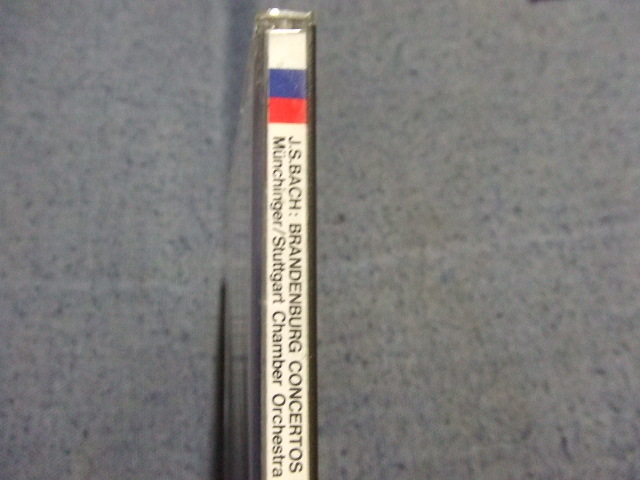 J.S.BACH: BRANDENBURG CONCERTOS
Münchinger/Stuttgart Chamber Orchestra